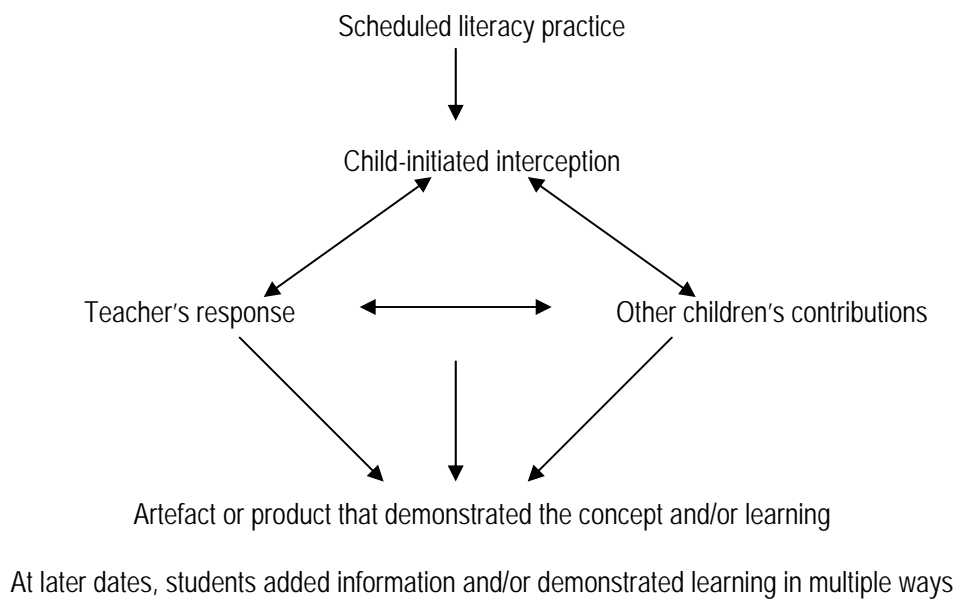 Scheduled literacy practice
Child-initiated interception
Teacher's response
Other children's contributions
Artefact or product that demonstrated the concept and/or learning
At later dates, students added information and/or demonstrated learning in multiple ways